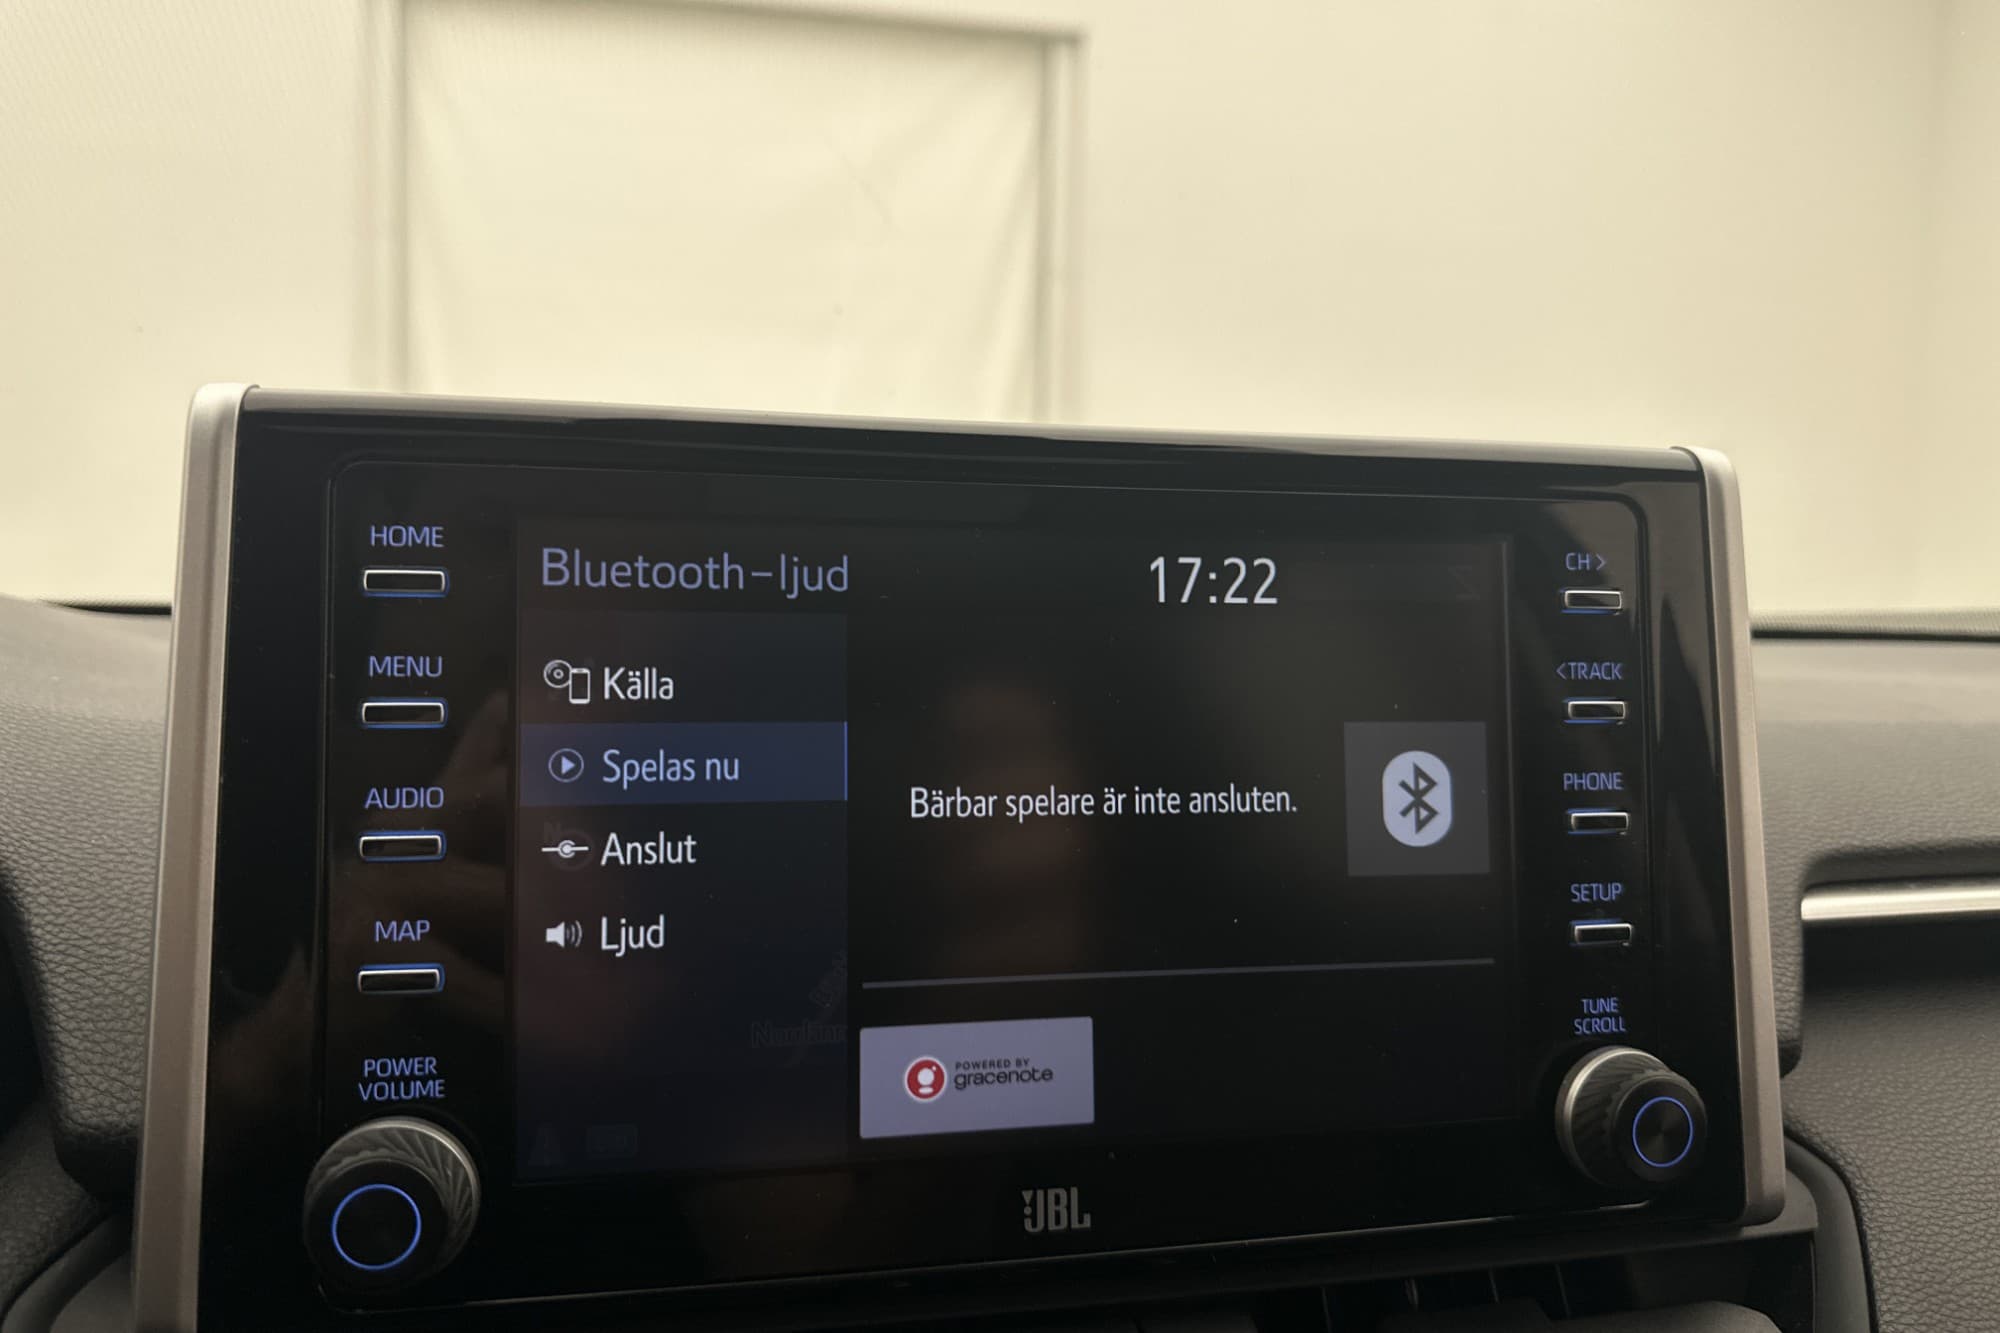 HOME
MENU
AUDIO
MAP
POWER
VOLUME
Bluetooth-ljud
17:22
Källa
Spelas nu
Anslut
Ljud
Bärbar spelare är inte ansluten.
POWERED BY
gracenote
CH>
<TRACK
PHONE
SETUP
TUNE
SCROLL
JBL